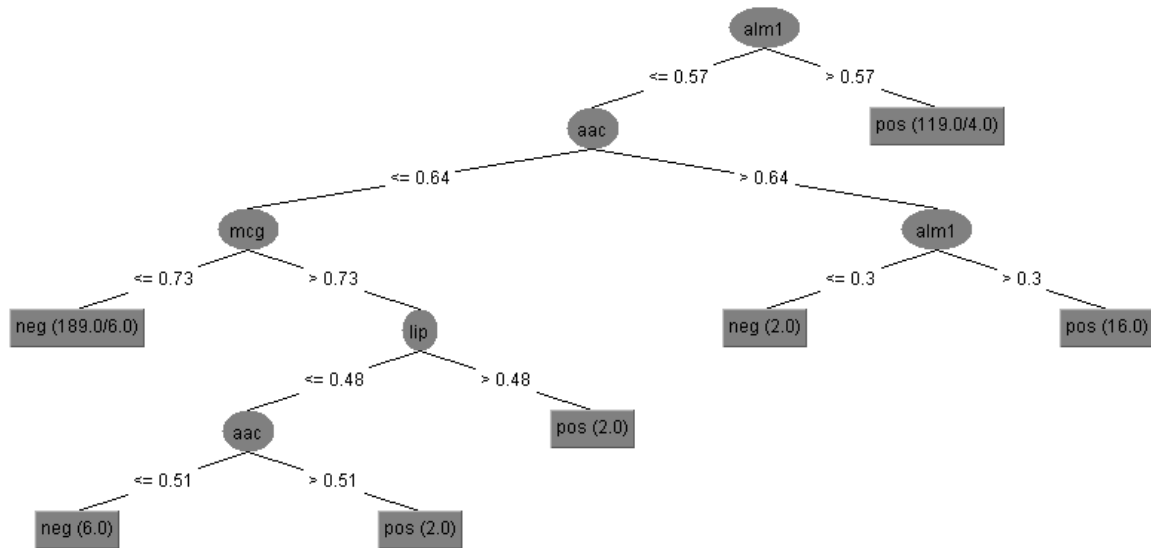 alm1
<= 0.57
> 0.57
aac
pos (119.0/4.0)
<= 0.64
> 0.64
mcg
alm1
<= 0.73
> 0.73
<= 0.3
> 0.3
neg (189.0/6.0)
lip
neg (2.0)
pos (16.0)
<= 0.48
> 0.48
aac
pos (2.0)
<= 0.51
> 0.51
neg (6.0)
pos (2.0)